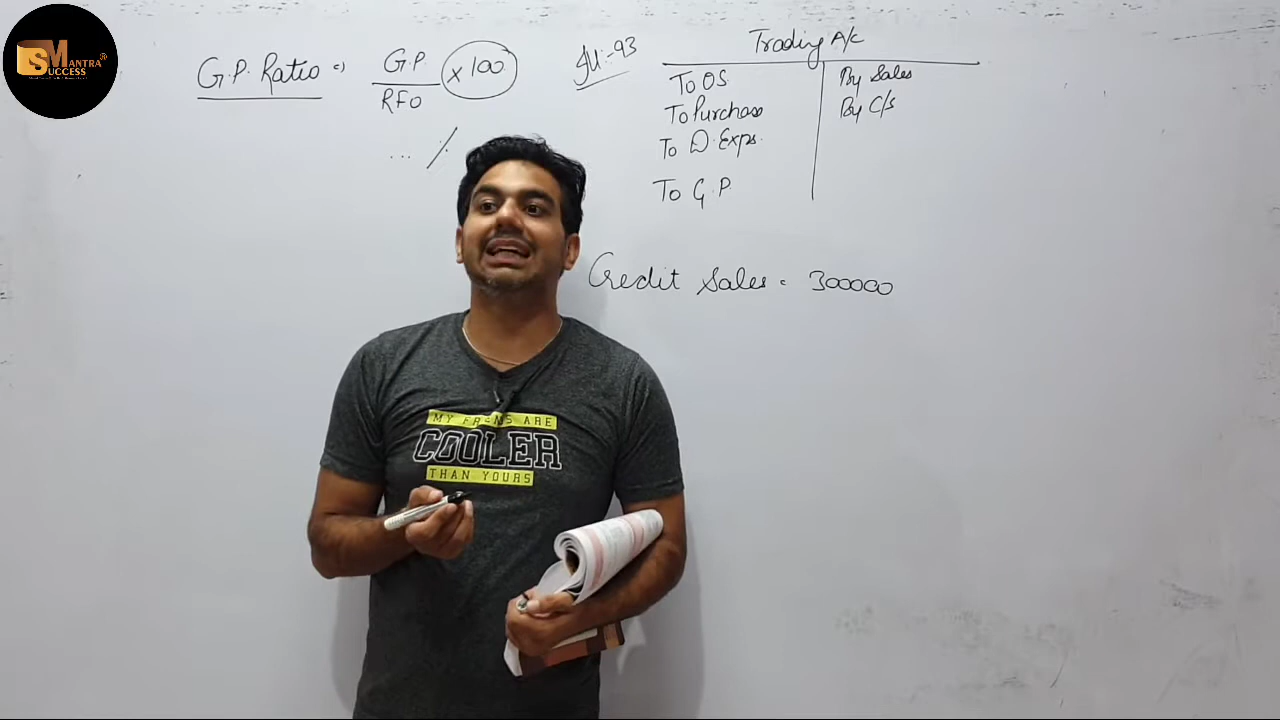 SMANTRA®
SUCCESS
G.P. Ratio => G.P. / RFO × 100
... %
Ill:-93
Trading A/c
To OS By Sales
To Purchase By C/S
To D. Exps.
To G.P.
Credit Sales = 300000
MY FRIENDS ARE
COOLER
THAN YOURS